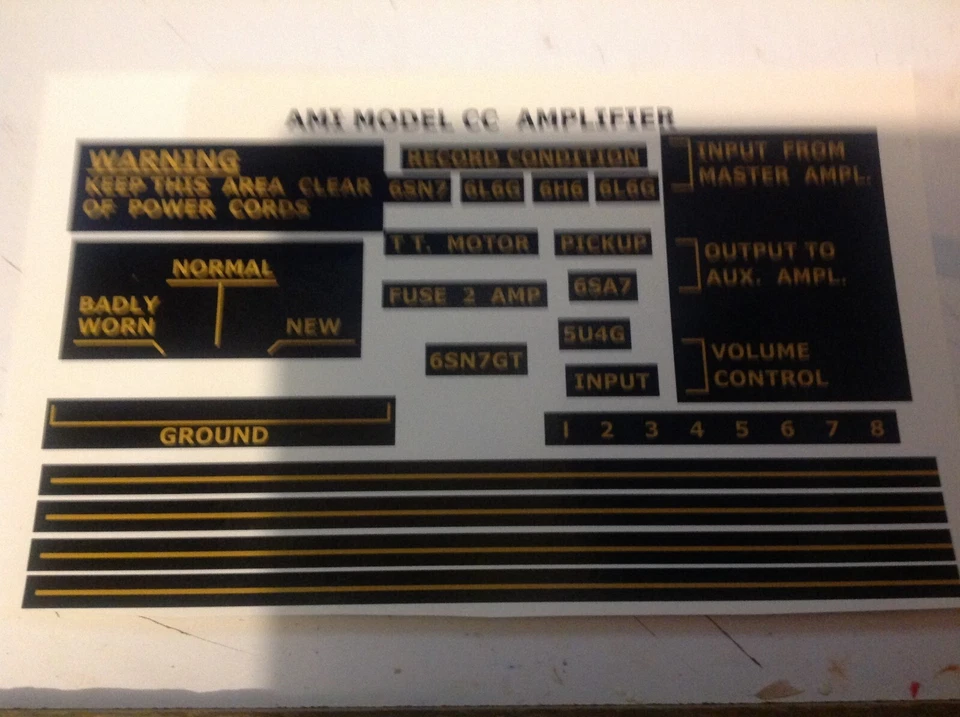 AMI MODEL CC AMPLIFIER
WARNING
KEEP THIS AREA CLEAR
OF POWER CORDS
NORMAL
BADLY
WORN
NEW
GROUND
RECORD CONDITION
6SN7 6L6G 6H6 6L6G
T T. MOTOR PICKUP
FUSE 2 AMP 6SA7
5U4G
6SN7GT
INPUT
INPUT FROM
MASTER AMPL.
OUTPUT TO
AUX. AMPL.
VOLUME
CONTROL
1 2 3 4 5 6 7 8